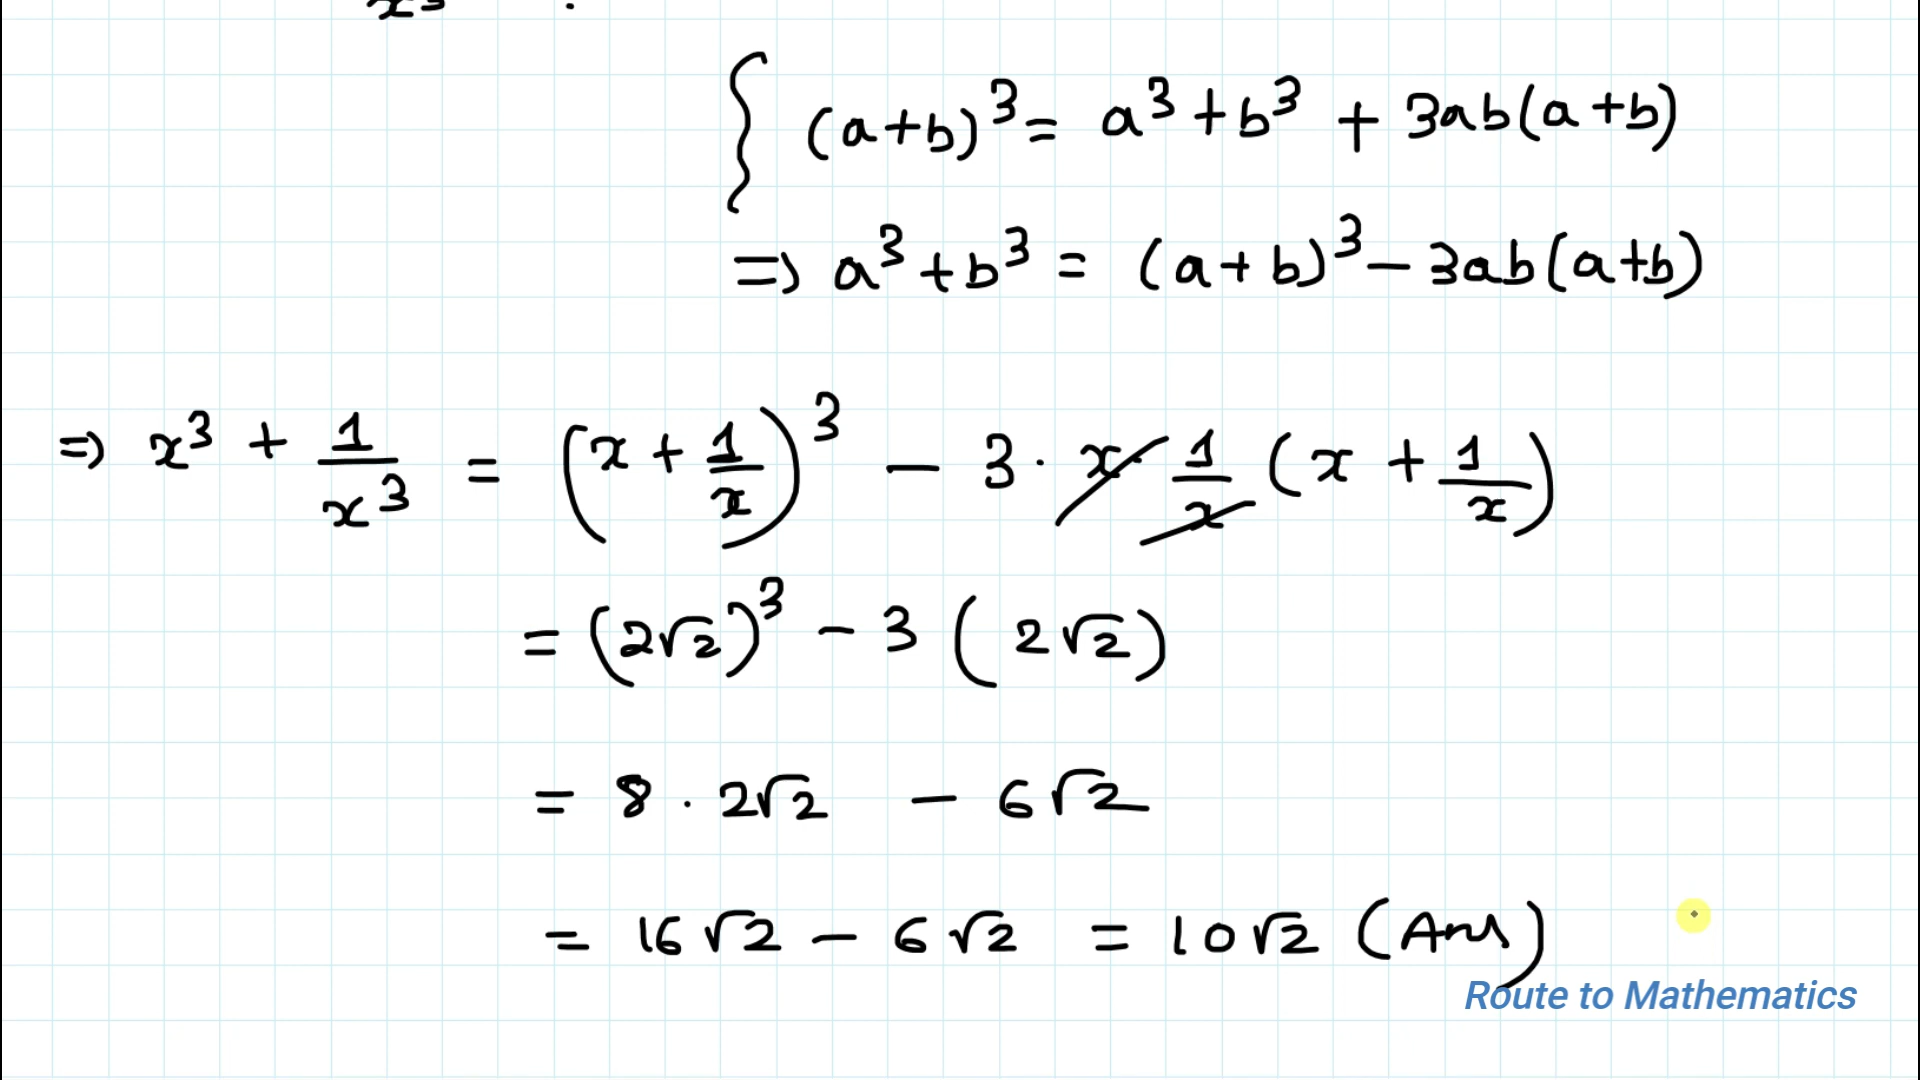 x³ ?
{ (a+b)³ = a³+b³ + 3ab(a+b)
=> a³+b³ = (a+b)³ - 3ab(a+b)
=> x³ + 1/x³ = (x + 1/x)³ - 3 · x · 1/x (x + 1/x)
= (2√2)³ - 3 (2√2)
= 8 · 2√2 - 6√2
= 16√2 - 6√2 = 10√2 (Ans)
Route to Mathematics